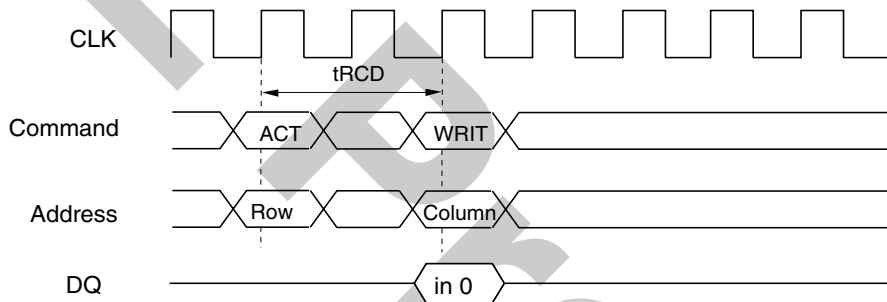 CLK
tRCD
Command ACT WRIT
Address Row Column
DQ in 0